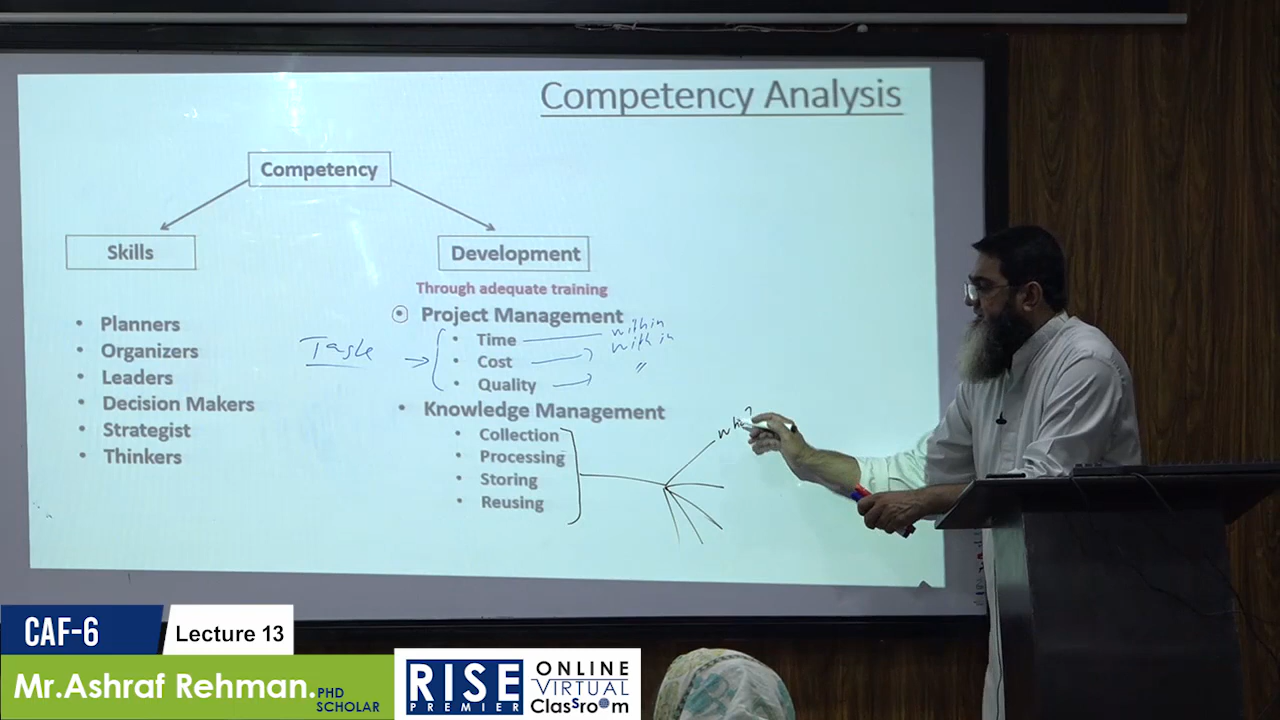 Competency Analysis
Competency
Skills
Development
Through adequate training
• Planners
• Organizers
• Leaders
• Decision Makers
• Strategist
• Thinkers
Project Management
Task
• Time within
• Cost within
• Quality "
• Knowledge Management
• Collection
• Processing
• Storing
• Reusing
CAF-6
Lecture 13
Mr.Ashraf Rehman. PHD
SCHOLAR
RISE
PREMIER
ONLINE
VIRTUAL
Classroom